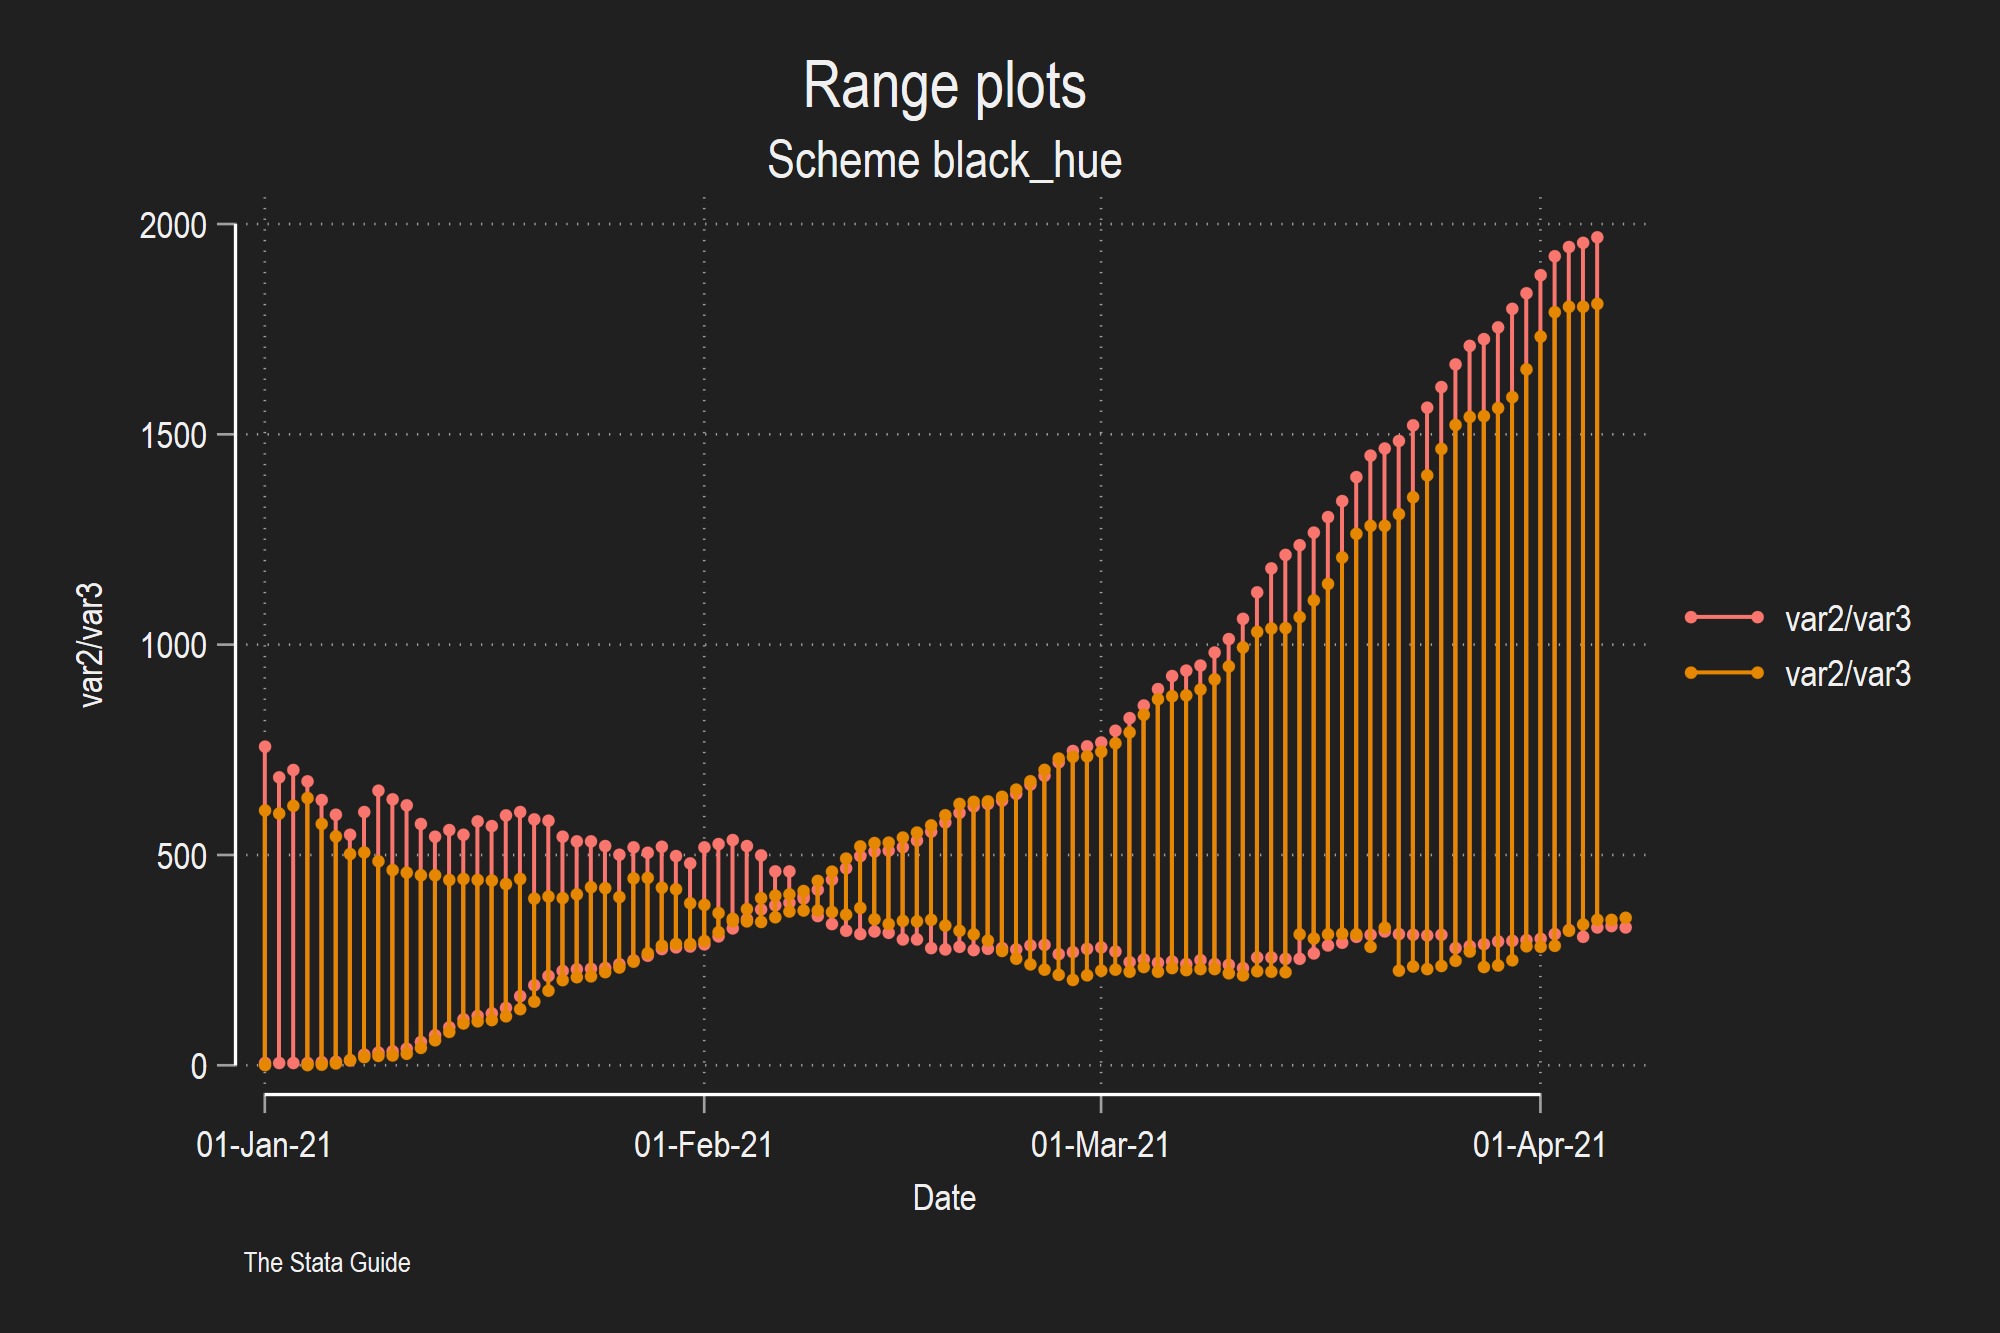 Range plots
Scheme black_hue
2000
1500
1000
500
0
var2/var3
var2/var3
var2/var3
01-Jan-21
01-Feb-21
01-Mar-21
01-Apr-21
Date
The Stata Guide